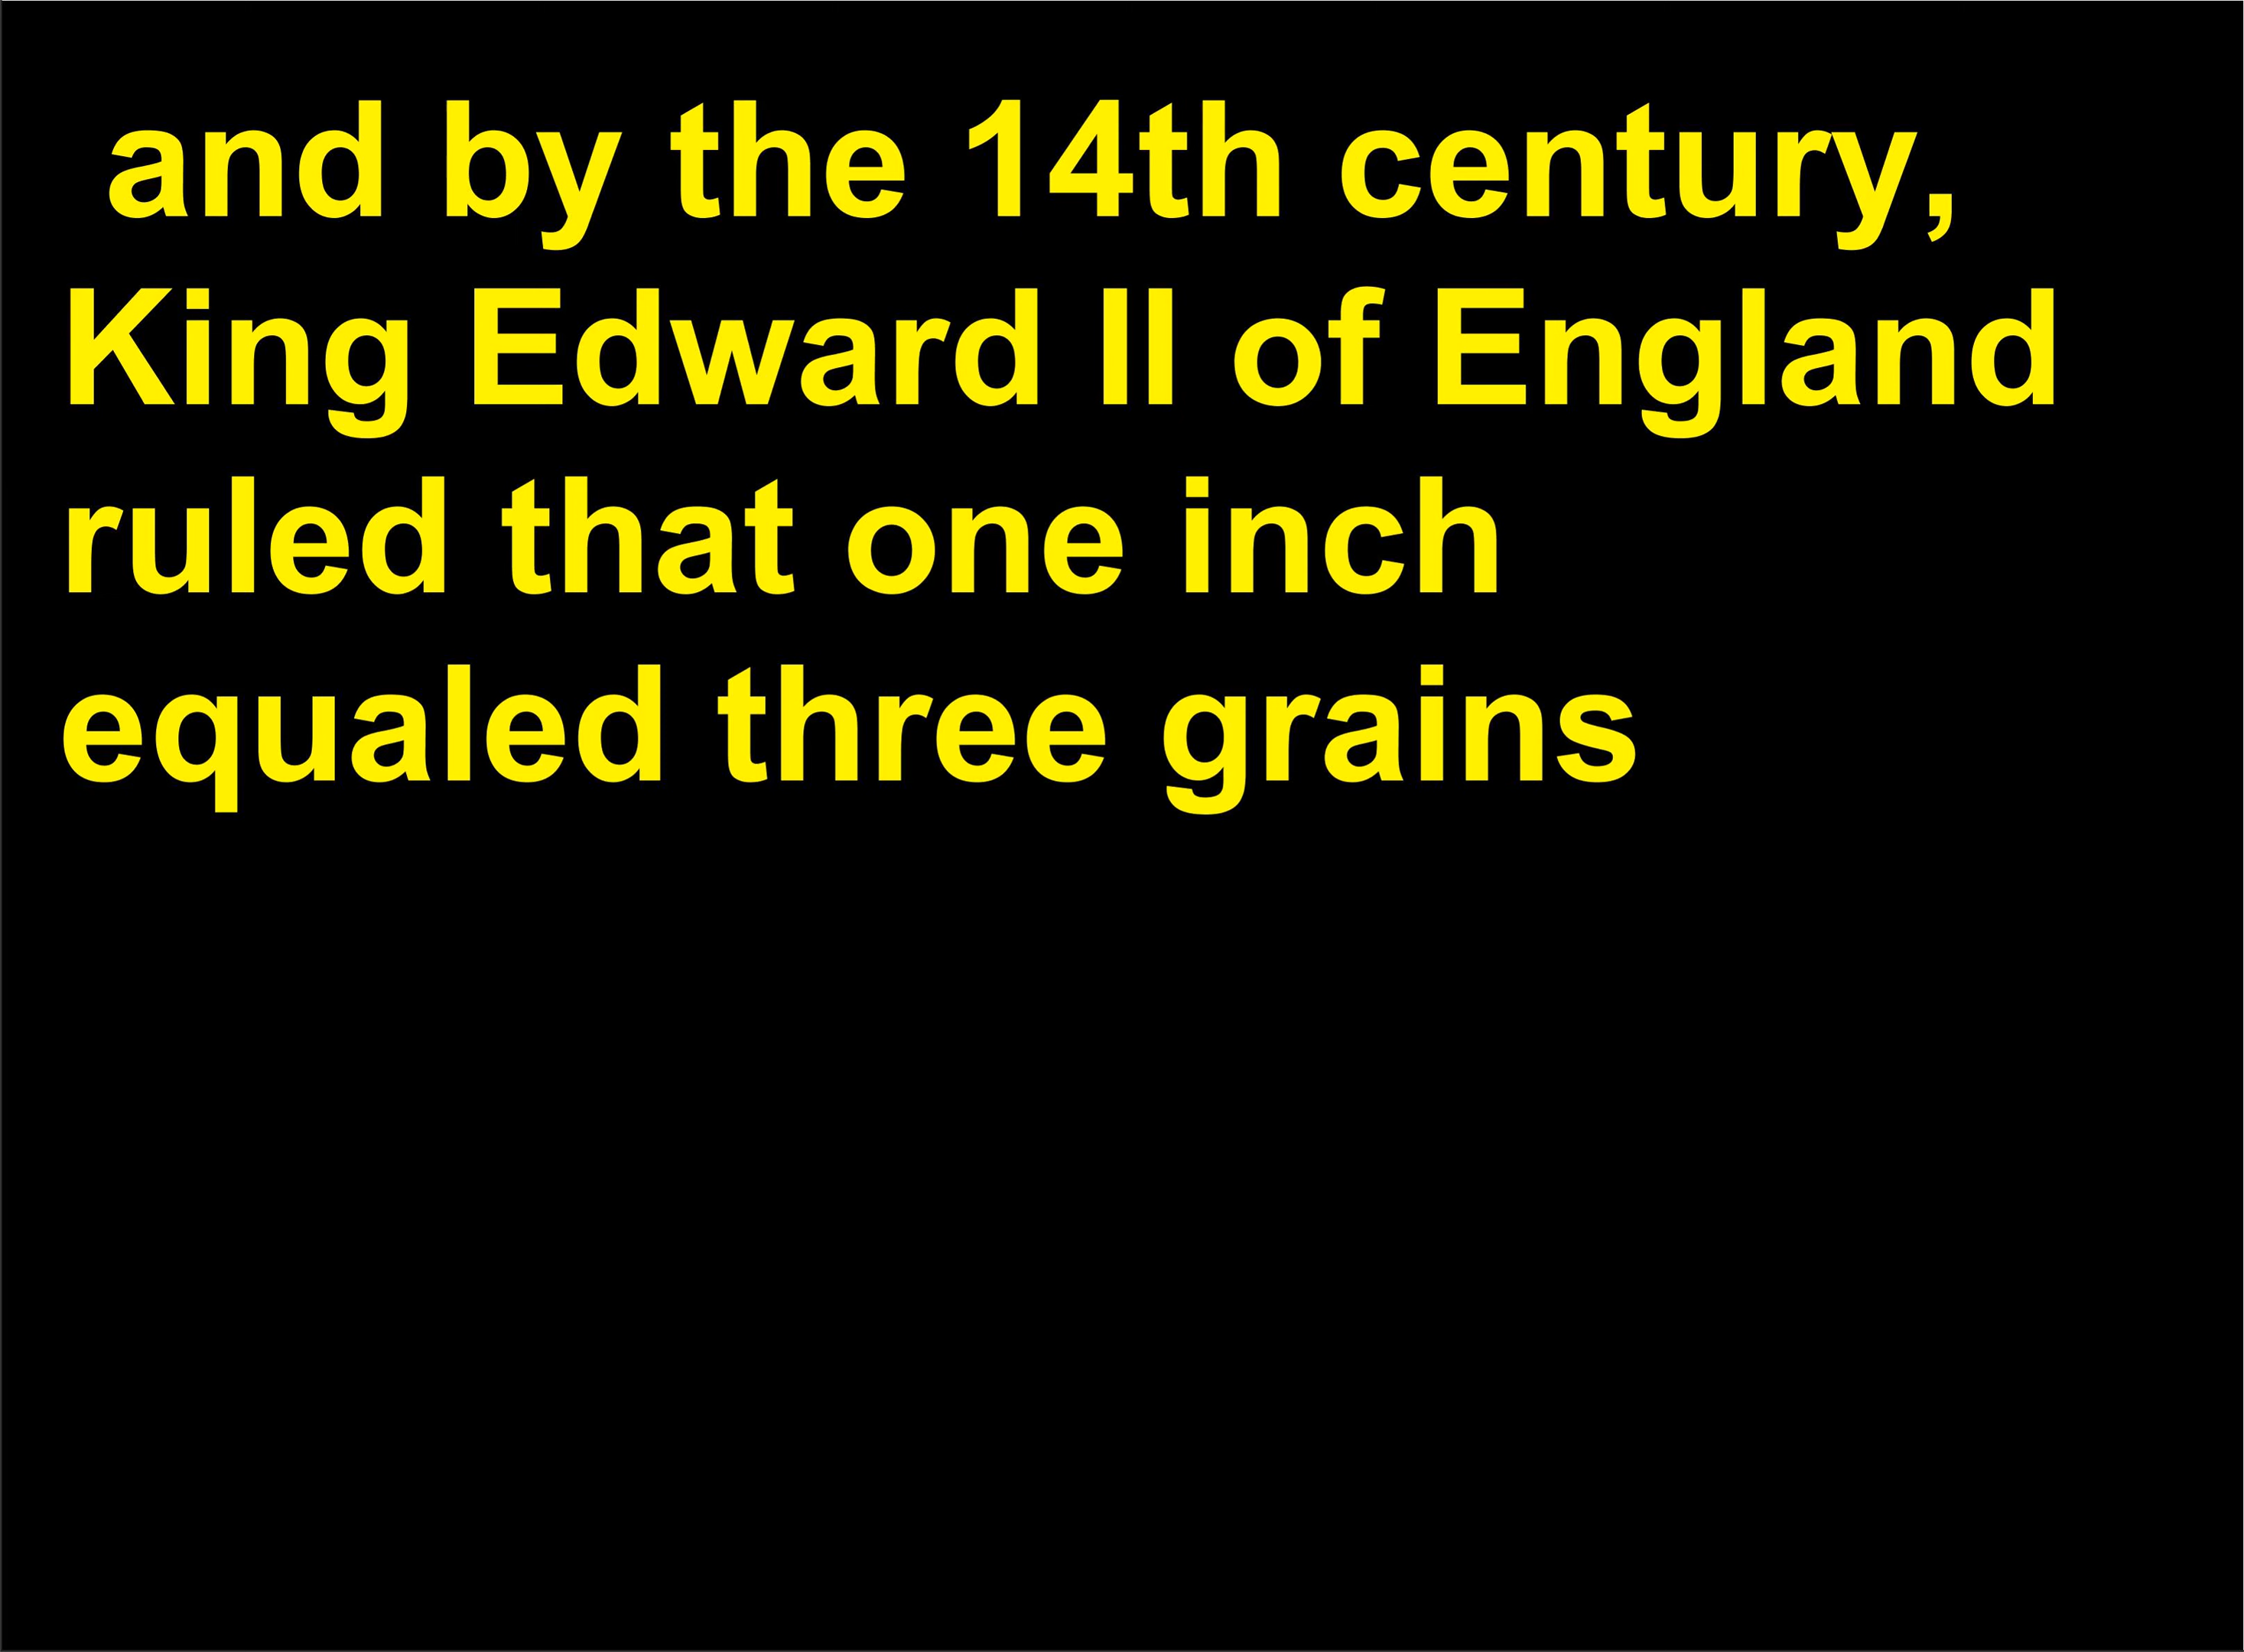 and by the 14th century,
King Edward II of England
ruled that one inch
equaled three grains